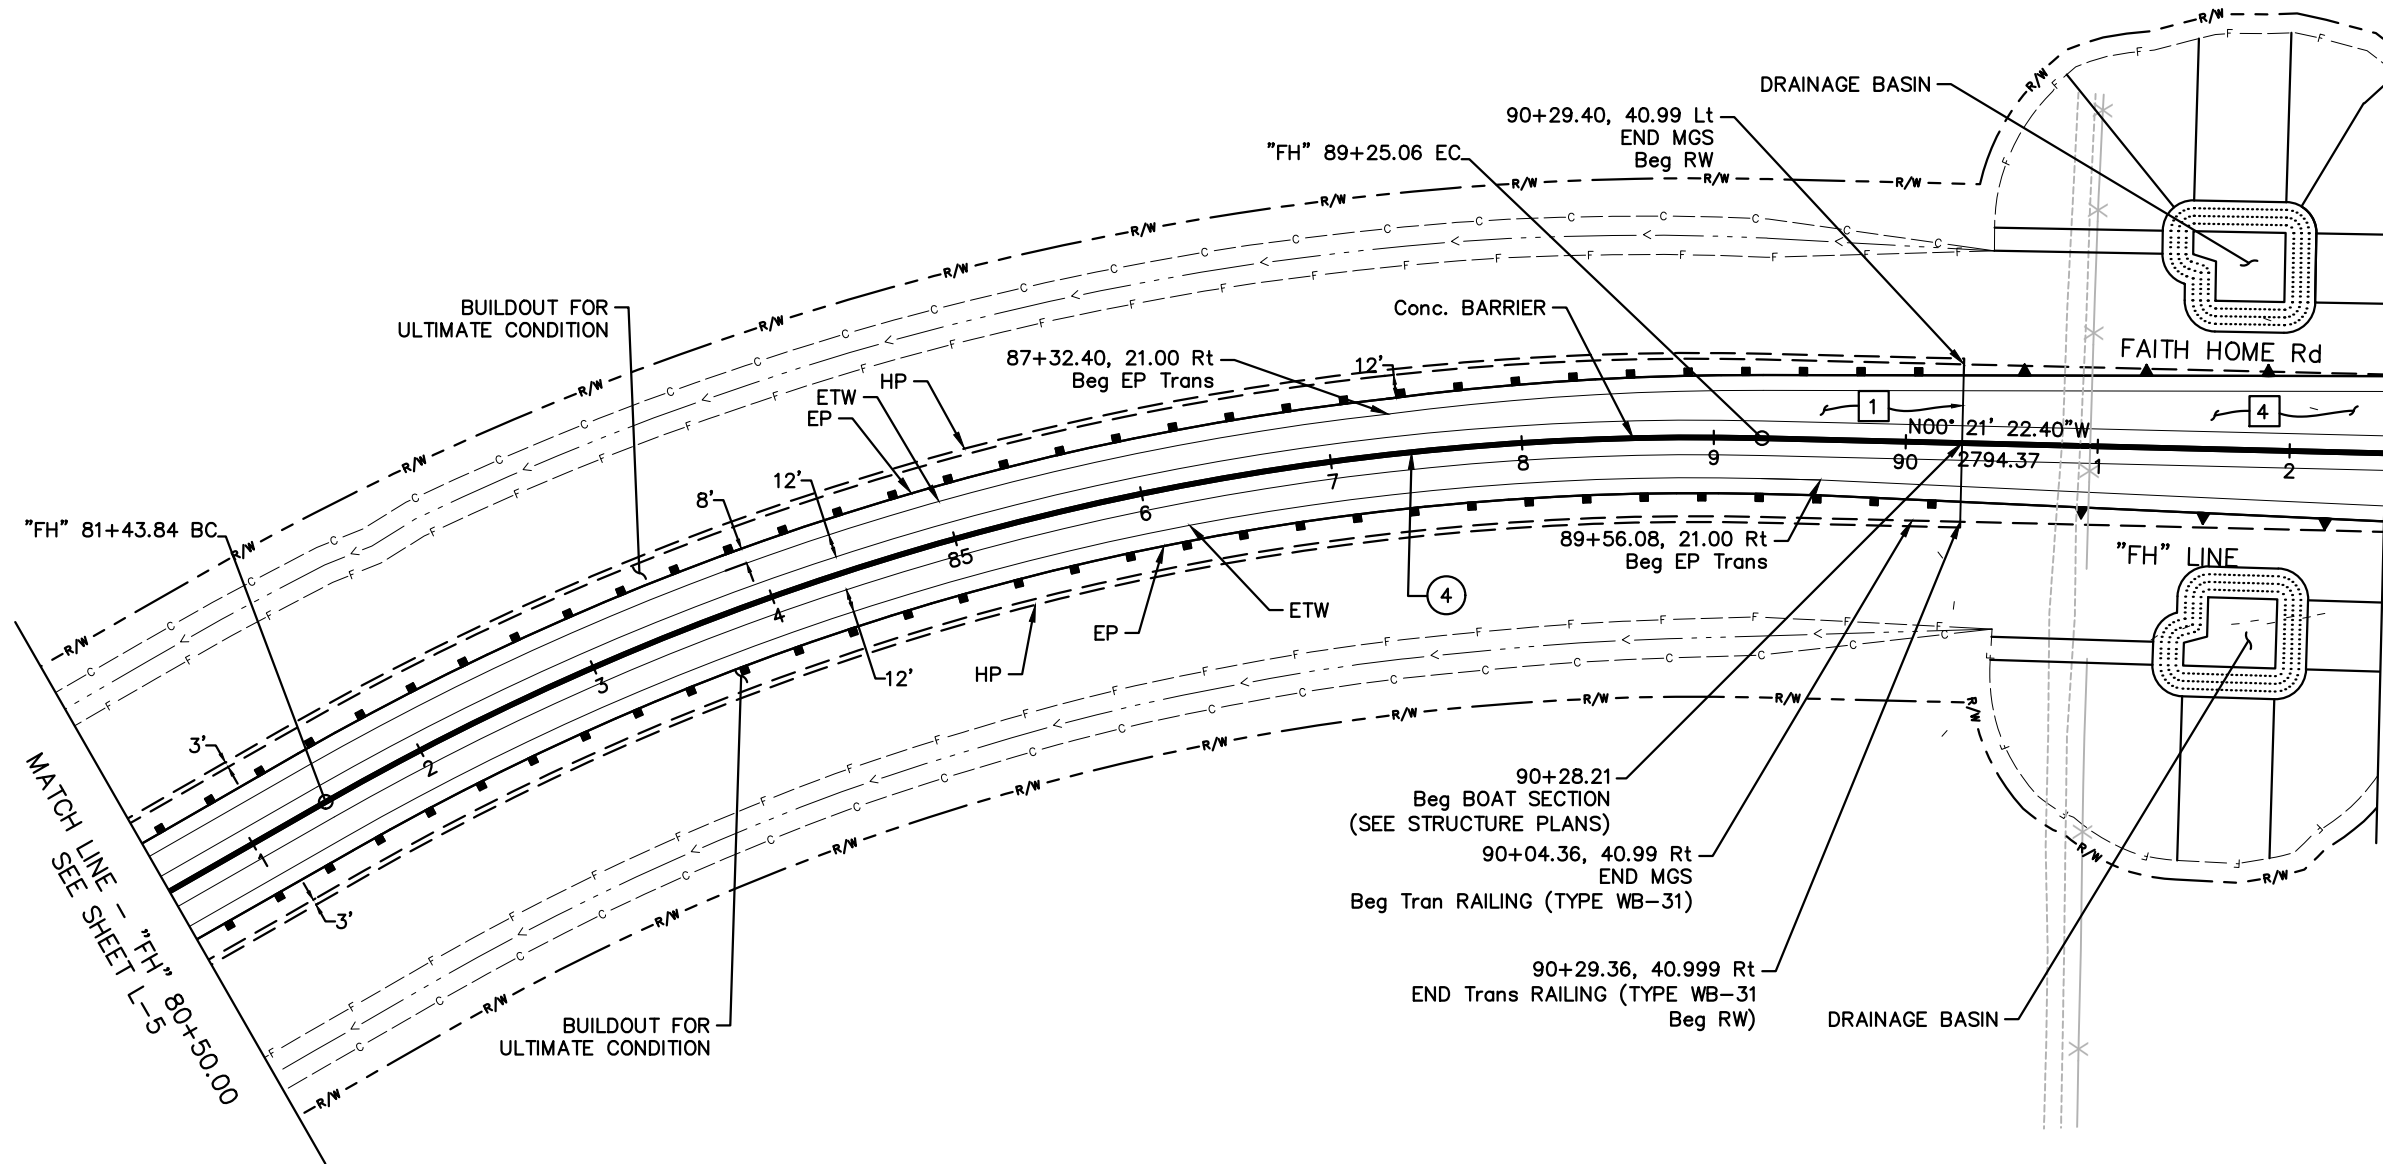 R/W
DRAINAGE BASIN
90+29.40, 40.99 Lt
END MGS
Beg RW
"FH" 89+25.06 EC
R/W
R/W
R/W
R/W
R/W
R/W
R/W
R/W
R/W
R/W
R/W
R/W
BUILDOUT FOR
ULTIMATE CONDITION
Conc. BARRIER
87+32.40, 21.00 Rt
Beg EP Trans
12'
HP
ETW
EP
FAITH HOME Rd
1
4
N00° 21' 22.40"W
2794.37
8'
12'
"FH" 81+43.84 BC
1
2
3
4
85
6
7
8
9
90
1
2
89+56.08, 21.00 Rt
Beg EP Trans
"FH" LINE
4
ETW
EP
HP
12'
3'
3'
MATCH LINE - "FH" 80+50.00
SEE SHEET L-5
BUILDOUT FOR
ULTIMATE CONDITION
90+28.21
Beg BOAT SECTION
(SEE STRUCTURE PLANS)
90+04.36, 40.99 Rt
END MGS
Beg Tran RAILING (TYPE WB-31)
90+29.36, 40.999 Rt
END Trans RAILING (TYPE WB-31
Beg RW)
DRAINAGE BASIN
R/W
R/W
R/W
R/W
R/W
R/W
R/W
R/W
R/W
R/W
R/W
R/W